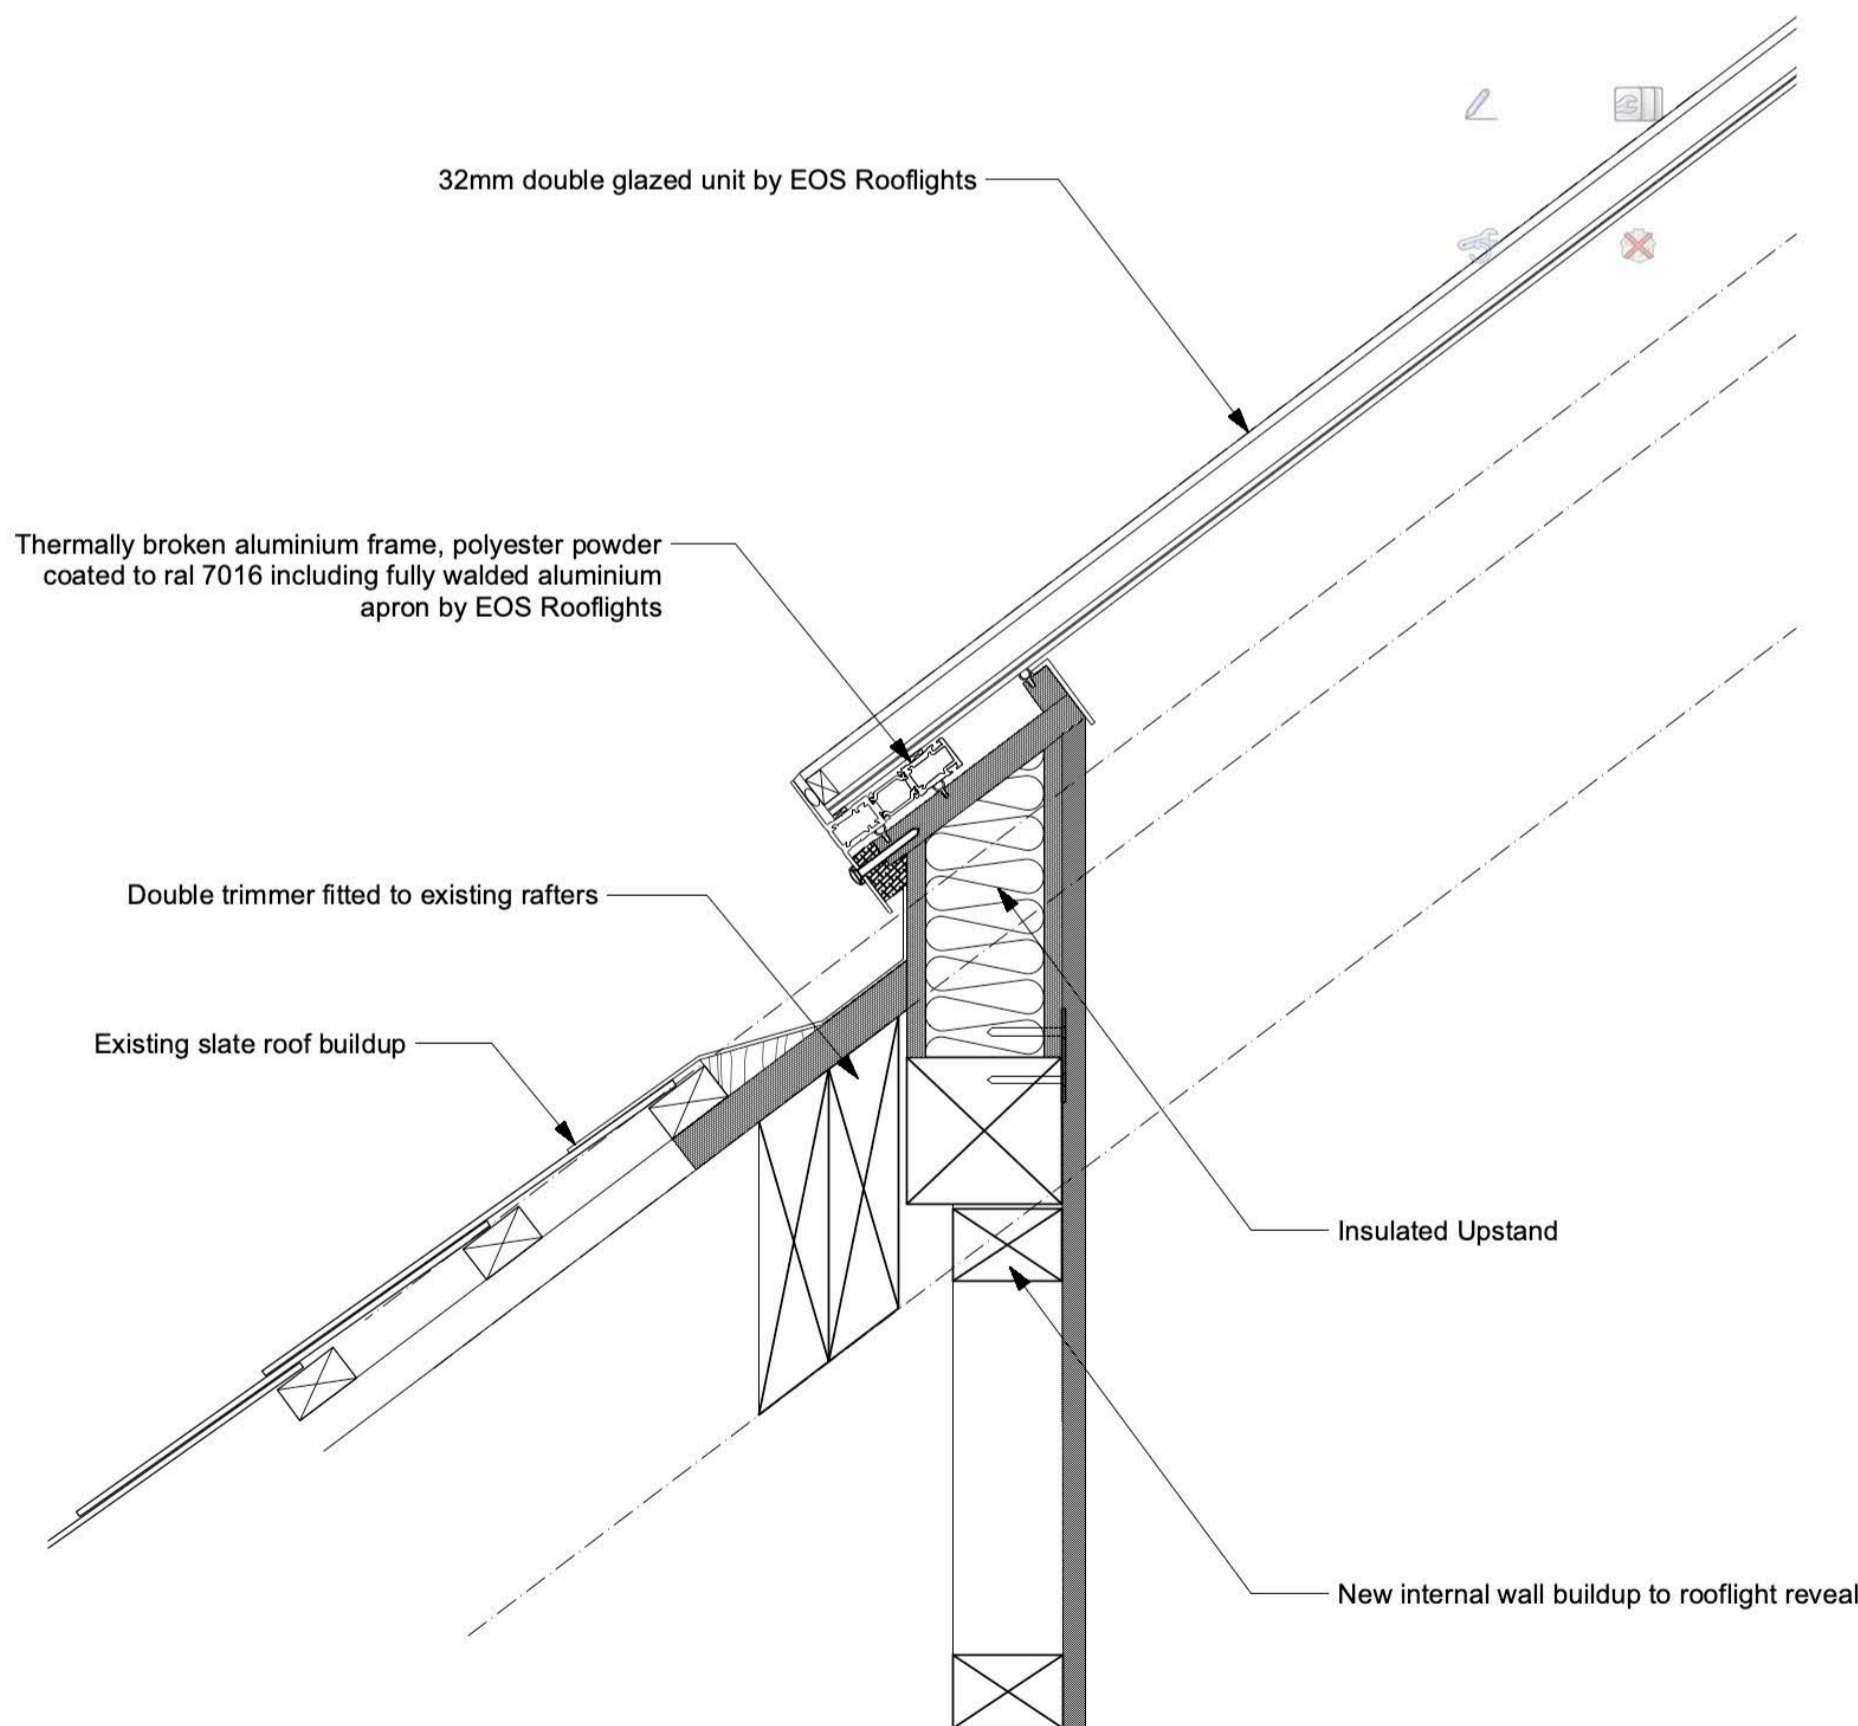 32mm double glazed unit by EOS Rooflights
Thermally broken aluminium frame, polyester powder
coated to ral 7016 including fully walded aluminium
apron by EOS Rooflights
Double trimmer fitted to existing rafters
Existing slate roof buildup
Insulated Upstand
New internal wall buildup to rooflight reveal